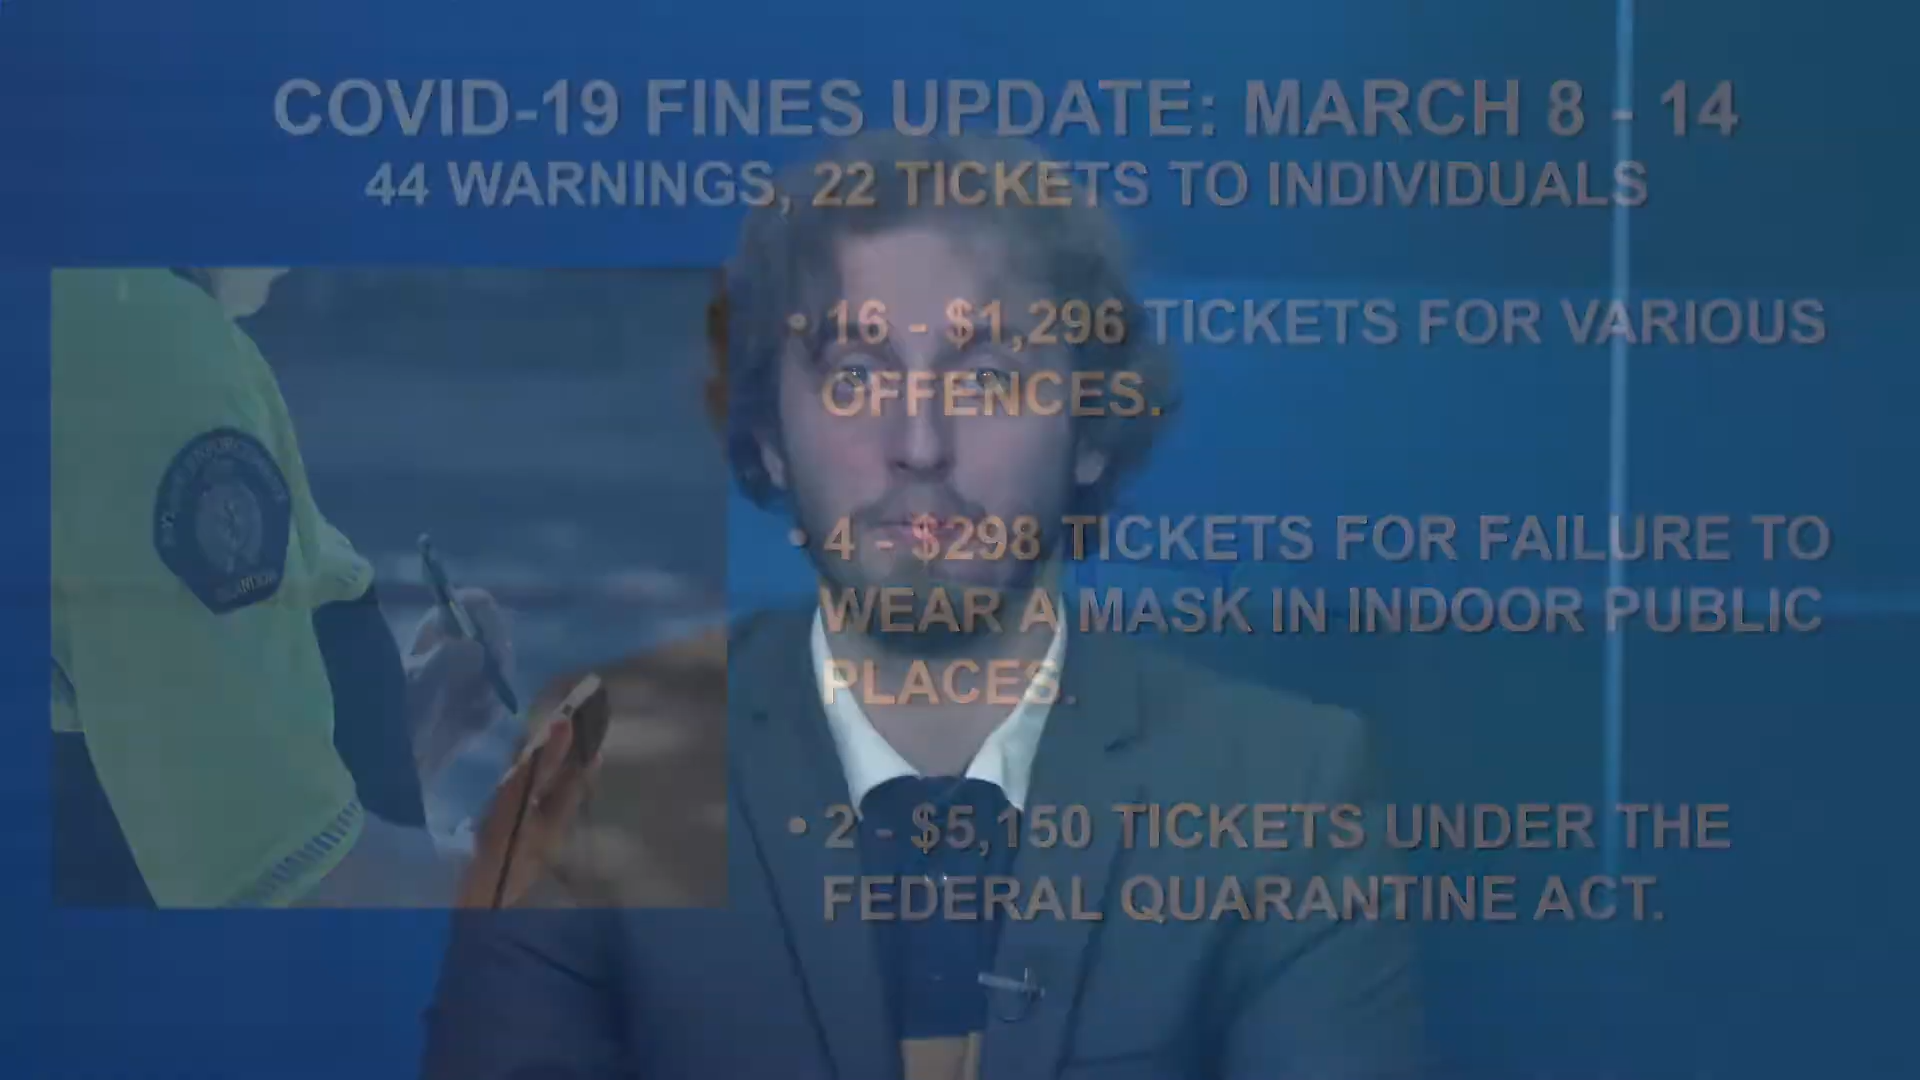 COVID-19 FINES UPDATE: MARCH 8 - 14
44 WARNINGS, 22 TICKETS TO INDIVIDUALS
• 16 - $1,296 TICKETS FOR VARIOUS
OFFENCES.
• 4 - $298 TICKETS FOR FAILURE TO
WEAR A MASK IN INDOOR PUBLIC
PLACES.
• 2 - $5,150 TICKETS UNDER THE
FEDERAL QUARANTINE ACT.